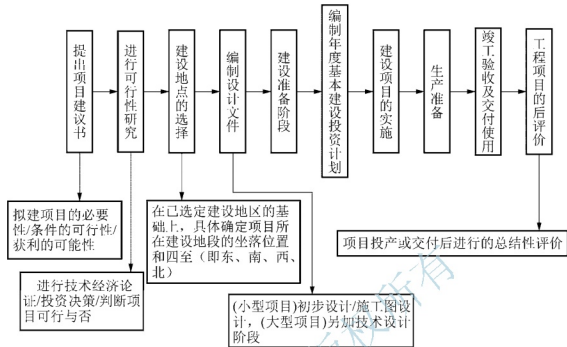 提出项目建议书
进行可行性研究
建设地点的选择
编制设计文件
建设准备阶段
编制年度基本建设投资计划
建设项目的实施
生产准备
竣工验收及交付使用
工程项目的后评价
拟建项目的必要
性/条件的可行性/
获利的可能性
在已选定建设地区的基
础上，具体确定项目所
在建设地段的坐落位置
和四至（即东、南、西、
北）
项目投产或交付后进行的总结性评价
进行技术经济论
证/投资决策/判断项
目可行与否
(小型项目)初步设计/施工图设
计，(大型项目)另加技术设计
阶段
版权所有